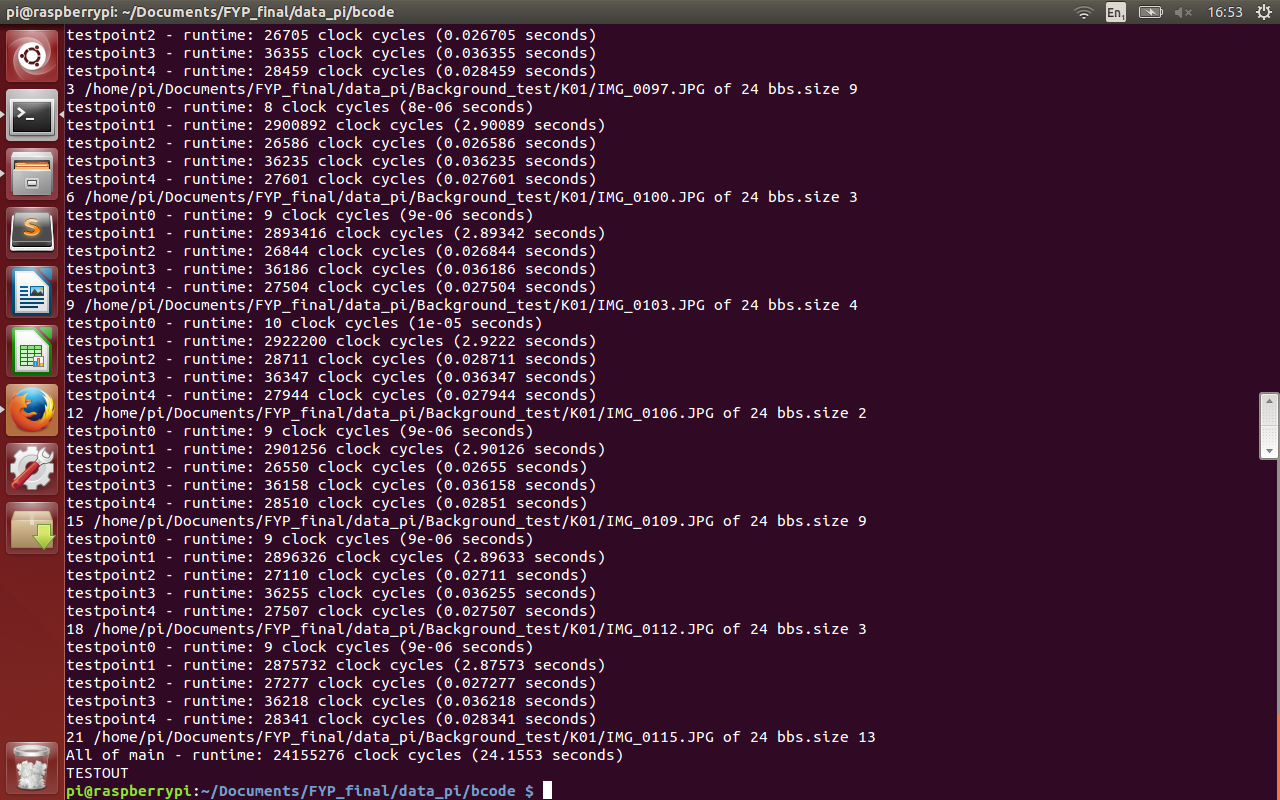 pi@raspberrypi: ~/Documents/FYP_final/data_pi/bcode
En1
16:53
testpoint2 - runtime: 26705 clock cycles (0.026705 seconds)
testpoint3 - runtime: 36355 clock cycles (0.036355 seconds)
testpoint4 - runtime: 28459 clock cycles (0.028459 seconds)
3 /home/pi/Documents/FYP_final/data_pi/Background_test/K01/IMG_0097.JPG of 24 bbs.size 9
testpoint0 - runtime: 8 clock cycles (8e-06 seconds)
testpoint1 - runtime: 2900892 clock cycles (2.90089 seconds)
testpoint2 - runtime: 26586 clock cycles (0.026586 seconds)
testpoint3 - runtime: 36235 clock cycles (0.036235 seconds)
testpoint4 - runtime: 27601 clock cycles (0.027601 seconds)
6 /home/pi/Documents/FYP_final/data_pi/Background_test/K01/IMG_0100.JPG of 24 bbs.size 3
testpoint0 - runtime: 9 clock cycles (9e-06 seconds)
testpoint1 - runtime: 2893416 clock cycles (2.89342 seconds)
testpoint2 - runtime: 26844 clock cycles (0.026844 seconds)
testpoint3 - runtime: 36186 clock cycles (0.036186 seconds)
testpoint4 - runtime: 27504 clock cycles (0.027504 seconds)
9 /home/pi/Documents/FYP_final/data_pi/Background_test/K01/IMG_0103.JPG of 24 bbs.size 4
testpoint0 - runtime: 10 clock cycles (1e-05 seconds)
testpoint1 - runtime: 2922200 clock cycles (2.9222 seconds)
testpoint2 - runtime: 28711 clock cycles (0.028711 seconds)
testpoint3 - runtime: 36347 clock cycles (0.036347 seconds)
testpoint4 - runtime: 27944 clock cycles (0.027944 seconds)
12 /home/pi/Documents/FYP_final/data_pi/Background_test/K01/IMG_0106.JPG of 24 bbs.size 2
testpoint0 - runtime: 9 clock cycles (9e-06 seconds)
testpoint1 - runtime: 2901256 clock cycles (2.90126 seconds)
testpoint2 - runtime: 26550 clock cycles (0.02655 seconds)
testpoint3 - runtime: 36158 clock cycles (0.036158 seconds)
testpoint4 - runtime: 28510 clock cycles (0.02851 seconds)
15 /home/pi/Documents/FYP_final/data_pi/Background_test/K01/IMG_0109.JPG of 24 bbs.size 9
testpoint0 - runtime: 9 clock cycles (9e-06 seconds)
testpoint1 - runtime: 2896326 clock cycles (2.89633 seconds)
testpoint2 - runtime: 27110 clock cycles (0.02711 seconds)
testpoint3 - runtime: 36255 clock cycles (0.036255 seconds)
testpoint4 - runtime: 27507 clock cycles (0.027507 seconds)
18 /home/pi/Documents/FYP_final/data_pi/Background_test/K01/IMG_0112.JPG of 24 bbs.size 3
testpoint0 - runtime: 9 clock cycles (9e-06 seconds)
testpoint1 - runtime: 2875732 clock cycles (2.87573 seconds)
testpoint2 - runtime: 27277 clock cycles (0.027277 seconds)
testpoint3 - runtime: 36218 clock cycles (0.036218 seconds)
testpoint4 - runtime: 28341 clock cycles (0.028341 seconds)
21 /home/pi/Documents/FYP_final/data_pi/Background_test/K01/IMG_0115.JPG of 24 bbs.size 13
All of main - runtime: 24155276 clock cycles (24.1553 seconds)
TESTOUT
pi@raspberrypi:~/Documents/FYP_final/data_pi/bcode $